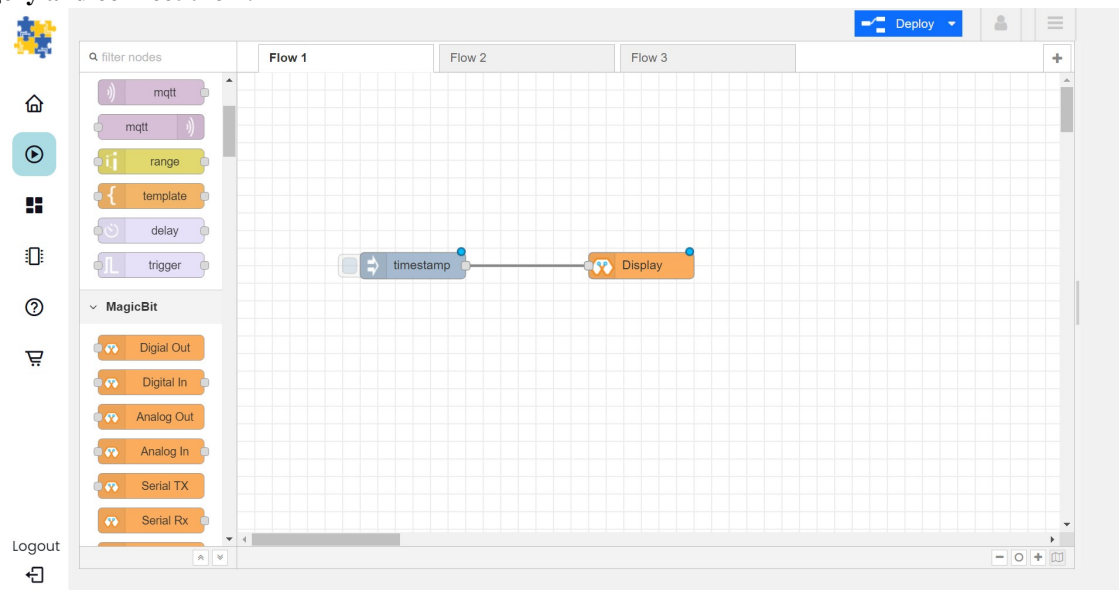 Deploy
filter nodes
Flow 1
Flow 2
Flow 3
mqtt
mqtt
range
template
delay
trigger
timestamp
Display
MagicBit
Digial Out
Digital In
Analog Out
Analog In
Serial TX
Serial Rx
Logout